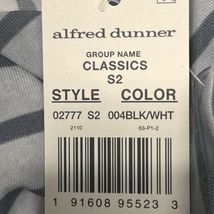 alfred dunner
GROUP NAME
CLASSICS
S2
STYLE COLOR
02777 S2 004BLK/WHT
2110 63-P1-2
1 91608 95523 3